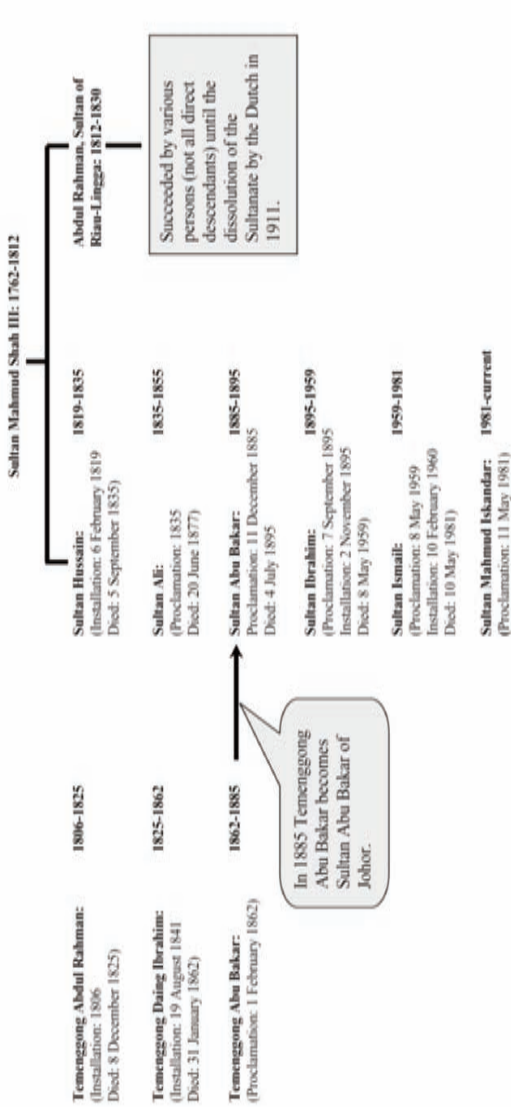 Sultan Mahmud Shah III: 1762-1812
Temenggong Abdul Rahman: 1806-1825
(Installation: 1806
Died: 8 December 1825)
Temenggong Daing Ibrahim: 1825-1862
(Installation: 19 August 1841
Died: 31 January 1862)
Temenggong Abu Bakar: 1862-1885
(Proclamation: 1 February 1862)
In 1885 Temenggong
Abu Bakar becomes
Sultan Abu Bakar of
Johor.
Sultan Hussain: 1819-1835
(Installation: 6 February 1819
Died: 5 September 1835)
Sultan Ali: 1835-1855
(Proclamation: 1835
Died: 20 June 1877)
Sultan Abu Bakar: 1885-1895
Proclamation: 11 December 1885
Died: 4 July 1895
Sultan Ibrahim: 1895-1959
(Proclamation: 7 September 1895
Installation: 2 November 1895
Died: 8 May 1959)
Sultan Ismail: 1959-1981
(Proclamation: 8 May 1959
Installation: 10 February 1960
Died: 10 May 1981)
Sultan Mahmud Iskandar: 1981-current
(Proclamation: 11 May 1981)
Abdul Rahman, Sultan of
Riau-Lingga: 1812-1830
Succeeded by various
persons (not all direct
descendants) until the
dissolution of the
Sultanate by the Dutch in
1911.